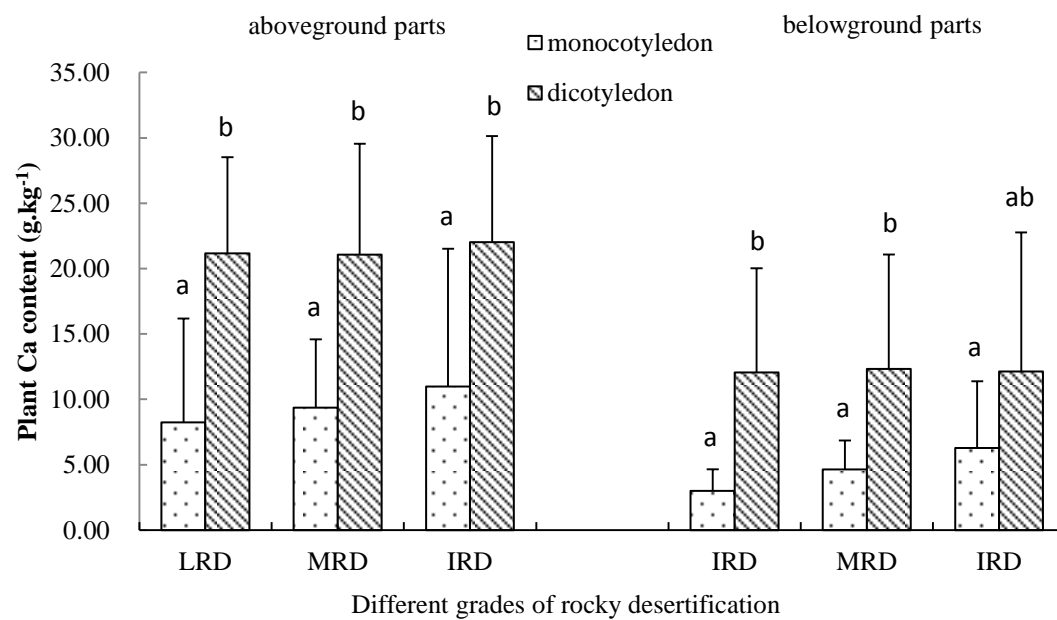 aboveground parts
belowground parts
monocotyledon
dicotyledon
Plant Ca content (g.kg-1)
35.00
30.00
25.00
20.00
15.00
10.00
5.00
0.00
a
b
a
b
a
b
a
b
a
b
a
ab
LRD
MRD
IRD
IRD
MRD
IRD
Different grades of rocky desertification